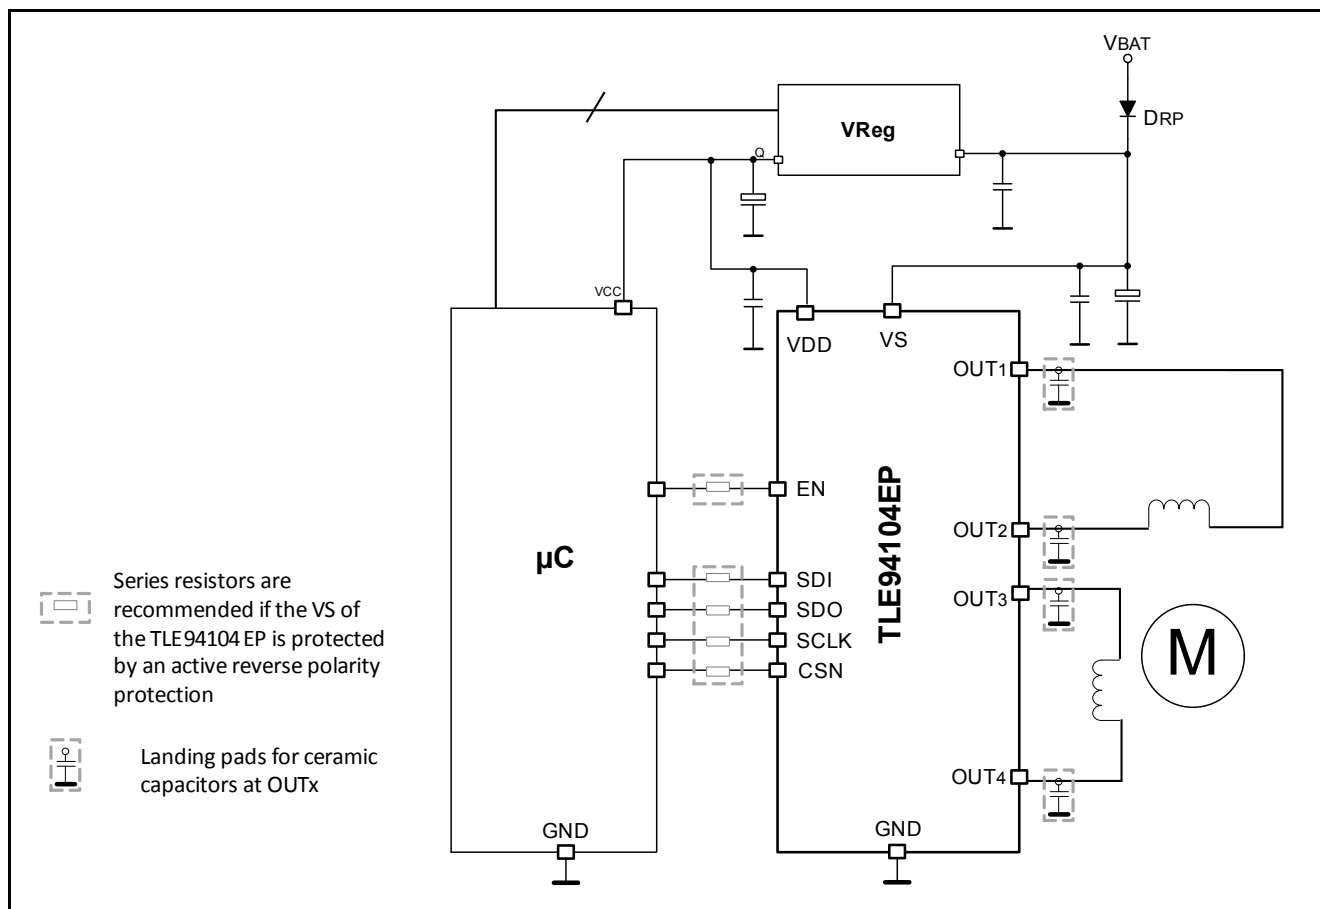 VBAT
DRP
VReg
Q
VCC
VDD
VS
OUT1
EN
OUT2
µC
TLE94104EP
SDI
OUT3
SDO
SCLK
CSN
M
Series resistors are
recommended if the VS of
the TLE94104 EP is protected
by an active reverse polarity
protection
Landing pads for ceramic
capacitors at OUTx
OUT4
GND
GND